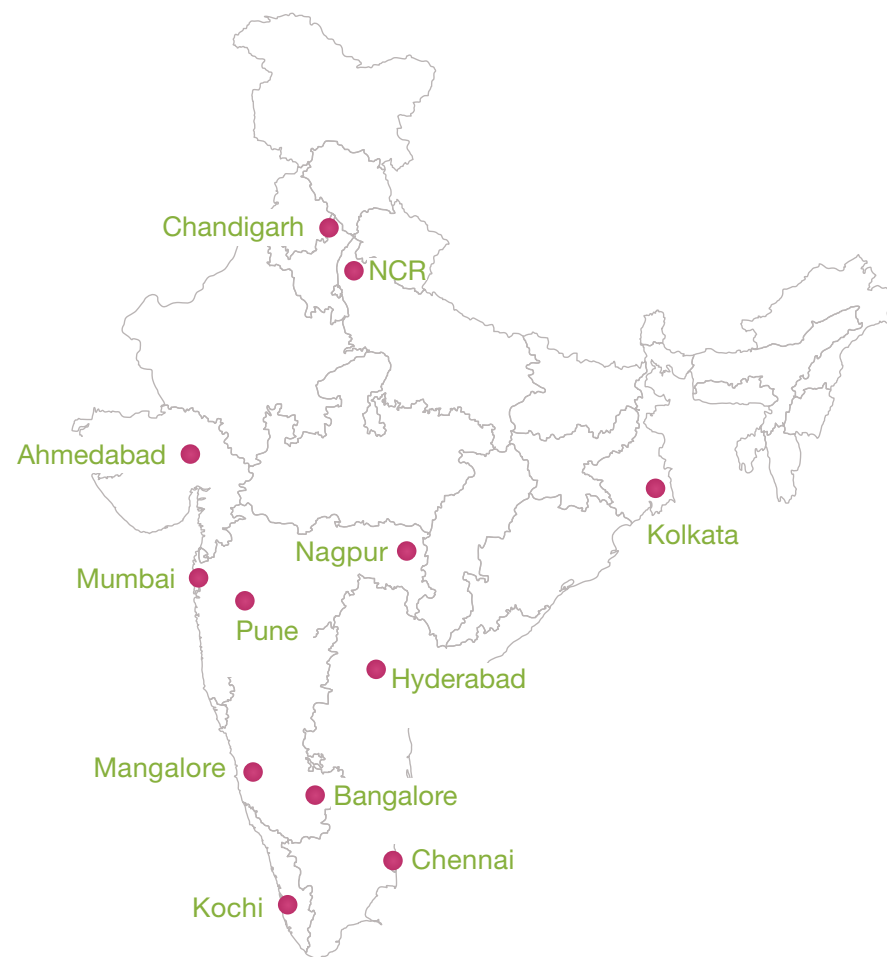 Chandigarh
NCR
Ahmedabad
Kolkata
Nagpur
Mumbai
Pune
Hyderabad
Mangalore
Bangalore
Chennai
Kochi